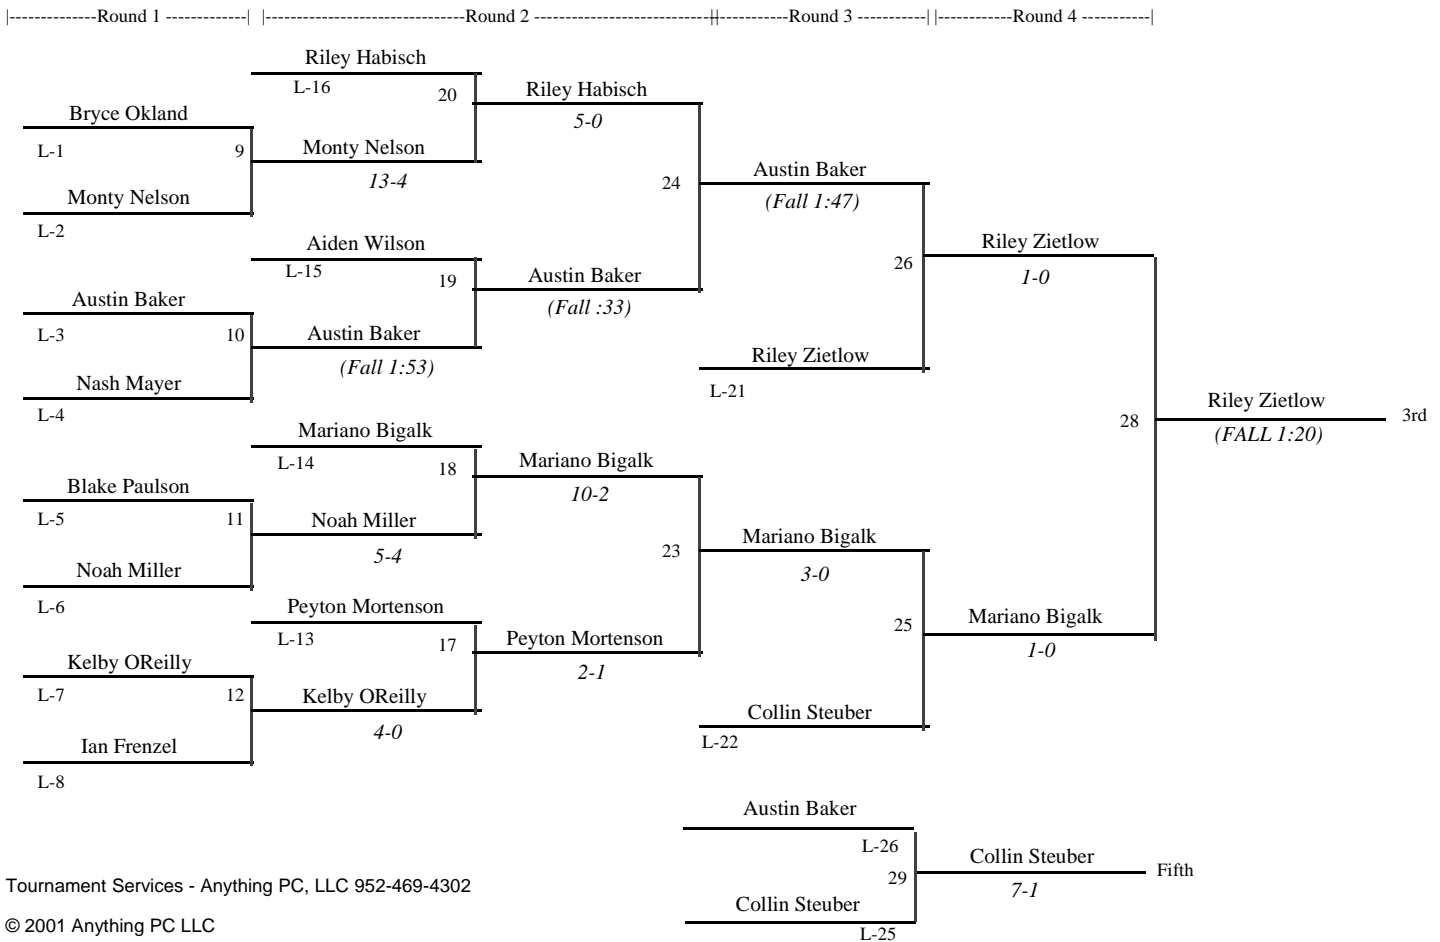 |--------------Round 1 --------------| |-------------------------------Round 2 ---------------------------||------------Round 3 -----------| |------------Round 4 -----------|
Riley Habisch
L-16
20
Riley Habisch
5-0
Bryce Okland
L-1
9
Monty Nelson
13-4
Monty Nelson
L-2
24
Austin Baker
(Fall 1:47)
Aiden Wilson
L-15
19
Austin Baker
(Fall :33)
26
Riley Zietlow
1-0
Austin Baker
L-3
10
Austin Baker
(Fall 1:53)
Nash Mayer
L-4
Riley Zietlow
L-21
28
Riley Zietlow
(FALL 1:20)
3rd
Mariano Bigalk
L-14
18
Mariano Bigalk
10-2
Blake Paulson
L-5
11
Noah Miller
5-4
Noah Miller
L-6
23
Mariano Bigalk
3-0
Peyton Mortenson
L-13
17
Peyton Mortenson
2-1
25
Mariano Bigalk
1-0
Kelby OReilly
L-7
12
Kelby OReilly
4-0
Ian Frenzel
L-8
Collin Steuber
L-22
Austin Baker
L-26
29
Collin Steuber
7-1
Fifth
Collin Steuber
L-25
Tournament Services - Anything PC, LLC 952-469-4302
© 2001 Anything PC LLC